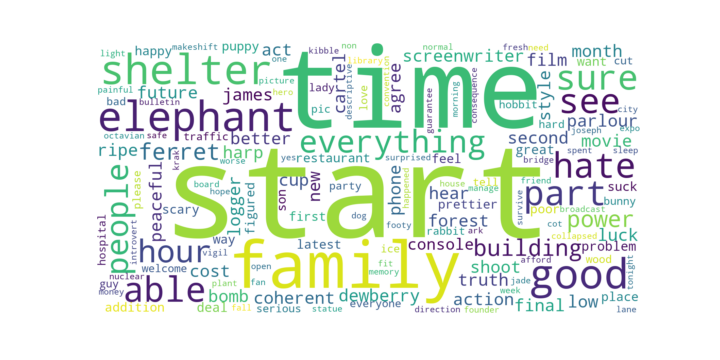 light happy makeshift puppy act screenwriter film month
shelter time sure
painful kibble non normal fresh need
one library convention want cut
picture hero lady cartel descriptive love agree style see
future james pic guarantee morning consequence hobbit
bad bulletin elephant everything hard joseph expo city parlour
octavian safe traffic better second great spent sleep movie
ripe ferret harp yes restaurant surprised feel bridge hate
krak worse start
people please peaceful board hope logger cup new phone hear house tell friend manage part suck bunny
scary figured son party happened prettier survive poor broadcast power
first dog footy forest rabbit ark cot collapsed luck
hospital introvert way vigil latest ice console building problem
hour family
welcome cost open fit memory shoot truth jade afford wood good tonight
nuclear able
guy plant fan bomb coherent dewberry action week final low place
money addition fall deal serious statue everyone direction founder lane